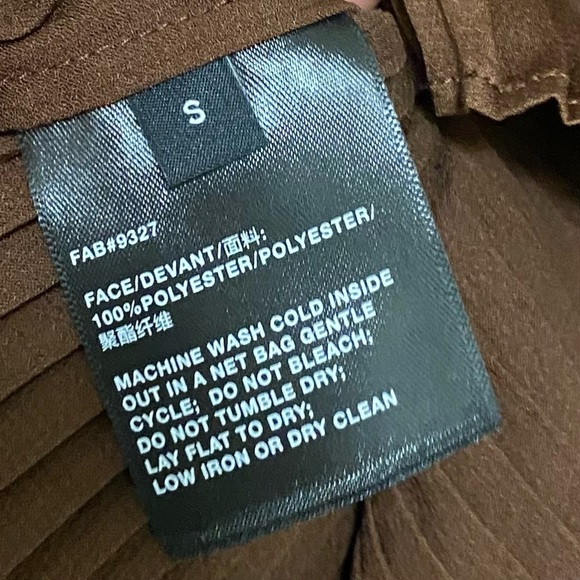 S
FAB#9327
FACE/DEVANT/面料:
100%POLYESTER/POLYESTER/
聚酯纤维
MACHINE WASH COLD INSIDE
OUT IN A NET BAG GENTLE
CYCLE; DO NOT BLEACH;
DO NOT TUMBLE DRY;
LAY FLAT TO DRY;
LOW IRON OR DRY CLEAN